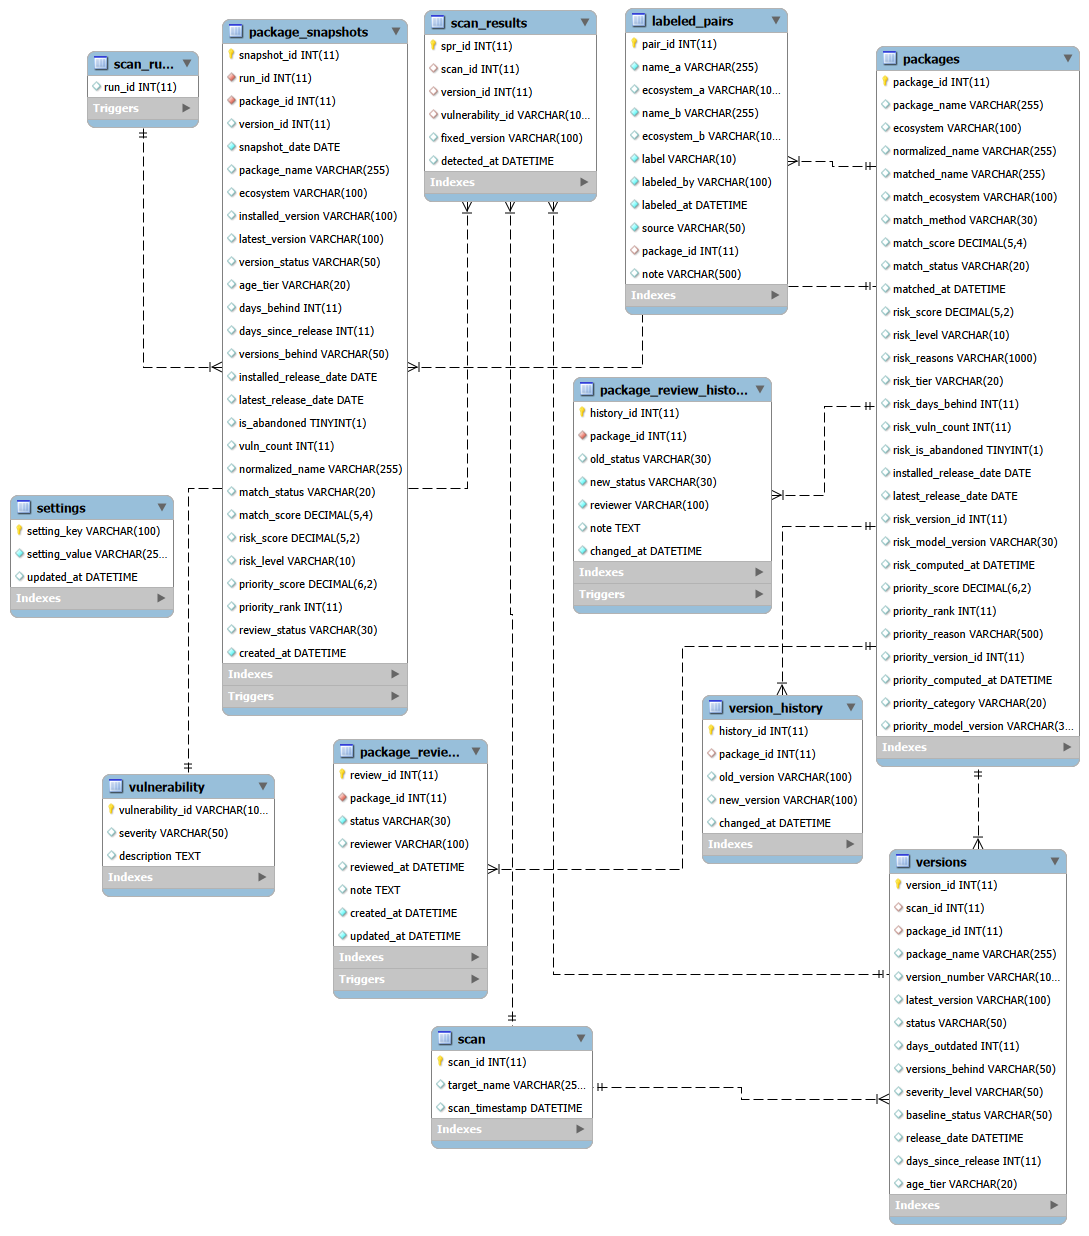 scan_ru...
run_id INT(11)
Triggers
package_snapshots
snapshot_id INT(11)
run_id INT(11)
package_id INT(11)
version_id INT(11)
snapshot_date DATE
package_name VARCHAR(255)
ecosystem VARCHAR(100)
installed_version VARCHAR(100)
latest_version VARCHAR(100)
version_status VARCHAR(50)
age_tier VARCHAR(20)
days_behind INT(11)
days_since_release INT(11)
versions_behind VARCHAR(50)
installed_release_date DATE
latest_release_date DATE
is_abandoned TINYINT(1)
vuln_count INT(11)
normalized_name VARCHAR(255)
match_status VARCHAR(20)
match_score DECIMAL(5,4)
risk_score DECIMAL(5,2)
risk_level VARCHAR(10)
priority_score DECIMAL(6,2)
priority_rank INT(11)
review_status VARCHAR(30)
created_at DATETIME
Indexes
Triggers
scan_results
spr_id INT(11)
scan_id INT(11)
version_id INT(11)
vulnerability_id VARCHAR(10...
fixed_version VARCHAR(100)
detected_at DATETIME
Indexes
labeled_pairs
pair_id INT(11)
name_a VARCHAR(255)
ecosystem_a VARCHAR(10...
name_b VARCHAR(255)
ecosystem_b VARCHAR(10...
label VARCHAR(10)
labeled_by VARCHAR(100)
labeled_at DATETIME
source VARCHAR(50)
package_id INT(11)
note VARCHAR(500)
Indexes
packages
package_id INT(11)
package_name VARCHAR(255)
ecosystem VARCHAR(100)
normalized_name VARCHAR(255)
matched_name VARCHAR(255)
match_ecosystem VARCHAR(100)
match_method VARCHAR(30)
match_score DECIMAL(5,4)
match_status VARCHAR(20)
matched_at DATETIME
risk_score DECIMAL(5,2)
risk_level VARCHAR(10)
risk_reasons VARCHAR(1000)
risk_tier VARCHAR(20)
risk_days_behind INT(11)
risk_vuln_count INT(11)
risk_is_abandoned TINYINT(1)
installed_release_date DATE
latest_release_date DATE
risk_version_id INT(11)
risk_model_version VARCHAR(30)
risk_computed_at DATETIME
priority_score DECIMAL(6,2)
priority_rank INT(11)
priority_reason VARCHAR(500)
priority_version_id INT(11)
priority_computed_at DATETIME
priority_category VARCHAR(20)
priority_model_version VARCHAR(3...
Indexes
package_review_histo...
history_id INT(11)
package_id INT(11)
old_status VARCHAR(30)
new_status VARCHAR(30)
reviewer VARCHAR(100)
note TEXT
changed_at DATETIME
Indexes
Triggers
settings
setting_key VARCHAR(100)
setting_value VARCHAR(25...
updated_at DATETIME
Indexes
version_history
history_id INT(11)
package_id INT(11)
old_version VARCHAR(100)
new_version VARCHAR(100)
changed_at DATETIME
Indexes
package_revie...
review_id INT(11)
package_id INT(11)
status VARCHAR(30)
reviewer VARCHAR(100)
reviewed_at DATETIME
note TEXT
created_at DATETIME
updated_at DATETIME
Indexes
Triggers
vulnerability
vulnerability_id VARCHAR(10...
severity VARCHAR(50)
description TEXT
Indexes
versions
version_id INT(11)
scan_id INT(11)
package_id INT(11)
package_name VARCHAR(255)
version_number VARCHAR(10...
latest_version VARCHAR(100)
status VARCHAR(50)
days_outdated INT(11)
versions_behind VARCHAR(50)
severity_level VARCHAR(50)
baseline_status VARCHAR(50)
release_date DATETIME
days_since_release INT(11)
age_tier VARCHAR(20)
Indexes
scan
scan_id INT(11)
target_name VARCHAR(25...
scan_timestamp DATETIME
Indexes